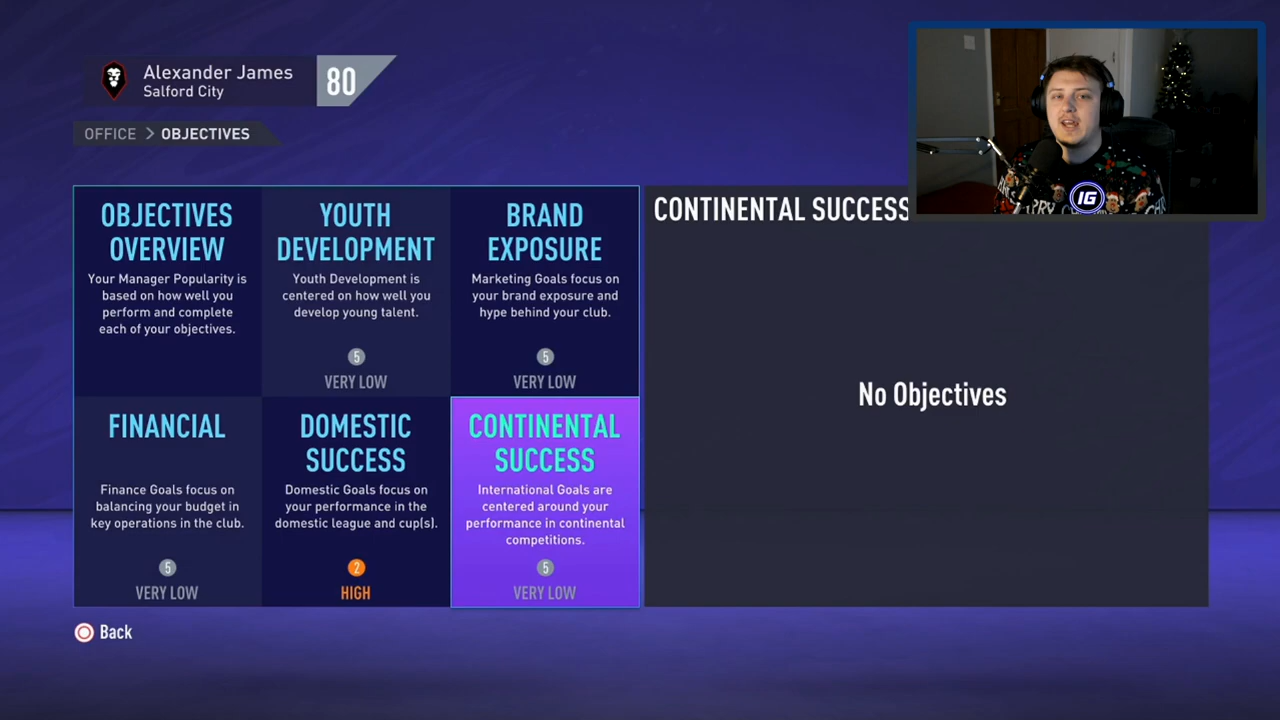 Alexander James
Salford City
80
OFFICE > OBJECTIVES
OBJECTIVES
OVERVIEW
Your Manager Popularity is
based on how well you
perform and complete
each of your objectives.
YOUTH
DEVELOPMENT
Youth Development is
centered on how well you
develop young talent.
5
VERY LOW
BRAND
EXPOSURE
Marketing Goals focus on
your brand exposure and
hype behind your club.
5
VERY LOW
FINANCIAL
Finance Goals focus on
balancing your budget in
key operations in the club.
5
VERY LOW
DOMESTIC
SUCCESS
Domestic Goals focus on
your performance in the
domestic league and cup(s).
2
HIGH
CONTINENTAL
SUCCESS
International Goals are
centered around your
performance in continental
competitions.
5
VERY LOW
CONTINENTAL SUCCESS
No Objectives
IG
Back